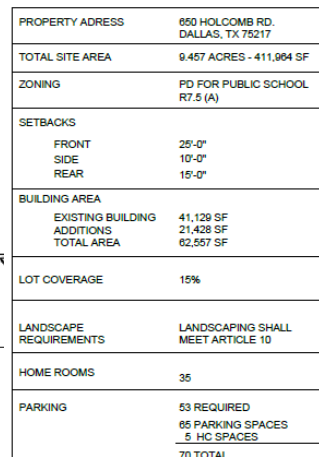 PROPERTY ADRESS 650 HOLCOMB RD.
DALLAS, TX 75217
TOTAL SITE AREA 9.457 ACRES - 411,964 SF
ZONING PD FOR PUBLIC SCHOOL
R7.5 (A)
SETBACKS
FRONT 25'-0"
SIDE 10'-0"
REAR 15'-0"
BUILDING AREA
EXISTING BUILDING 41,129 SF
ADDITIONS 21,428 SF
TOTAL AREA 62,557 SF
LOT COVERAGE 15%
LANDSCAPE LANDSCAPING SHALL
REQUIREMENTS MEET ARTICLE 10
HOME ROOMS 35
PARKING 53 REQUIRED
65 PARKING SPACES
5 HC SPACES
70 TOTAL